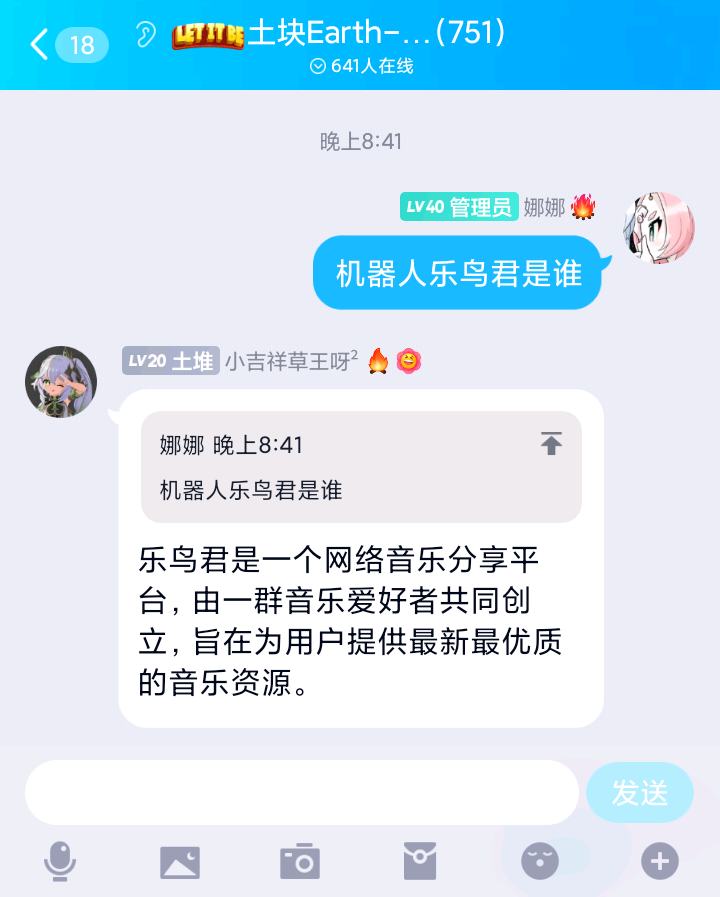 18 LET IT BE 土块Earth-...(751)
641人在线
晚上8:41
LV40 管理员 娜娜
机器人乐鸟君是谁
LV20 土堆 小吉祥草王呀²
娜娜 晚上8:41
机器人乐鸟君是谁
乐鸟君是一个网络音乐分享平
台，由一群音乐爱好者共同创
立，旨在为用户提供最新最优质
的音乐资源。
发送